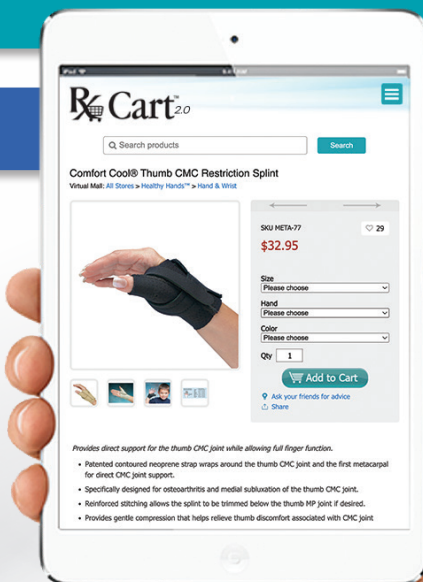 iPad
Rx Cart™ 2.0
Search products
Search
Comfort Cool® Thumb CMC Restriction Splint
Virtual Mall: All Stores > Healthy Hands™ > Hand & Wrist
SKU META-77
29
$32.95
Size
Please choose
Hand
Please choose
Color
Please choose
Qty 1
Add to Cart
Ask your friends for advice
Share
Provides direct support for the thumb CMC joint while allowing full finger function.
• Patented contoured neoprene strap wraps around the thumb CMC joint and the first metacarpal
for direct CMC joint support.
• Specifically designed for osteoarthritis and medial subluxation of the thumb CMC joint.
• Reinforced stitching allows the splint to be trimmed below the thumb MP joint if desired.
• Provides gentle compression that helps relieve thumb discomfort associated with CMC joint